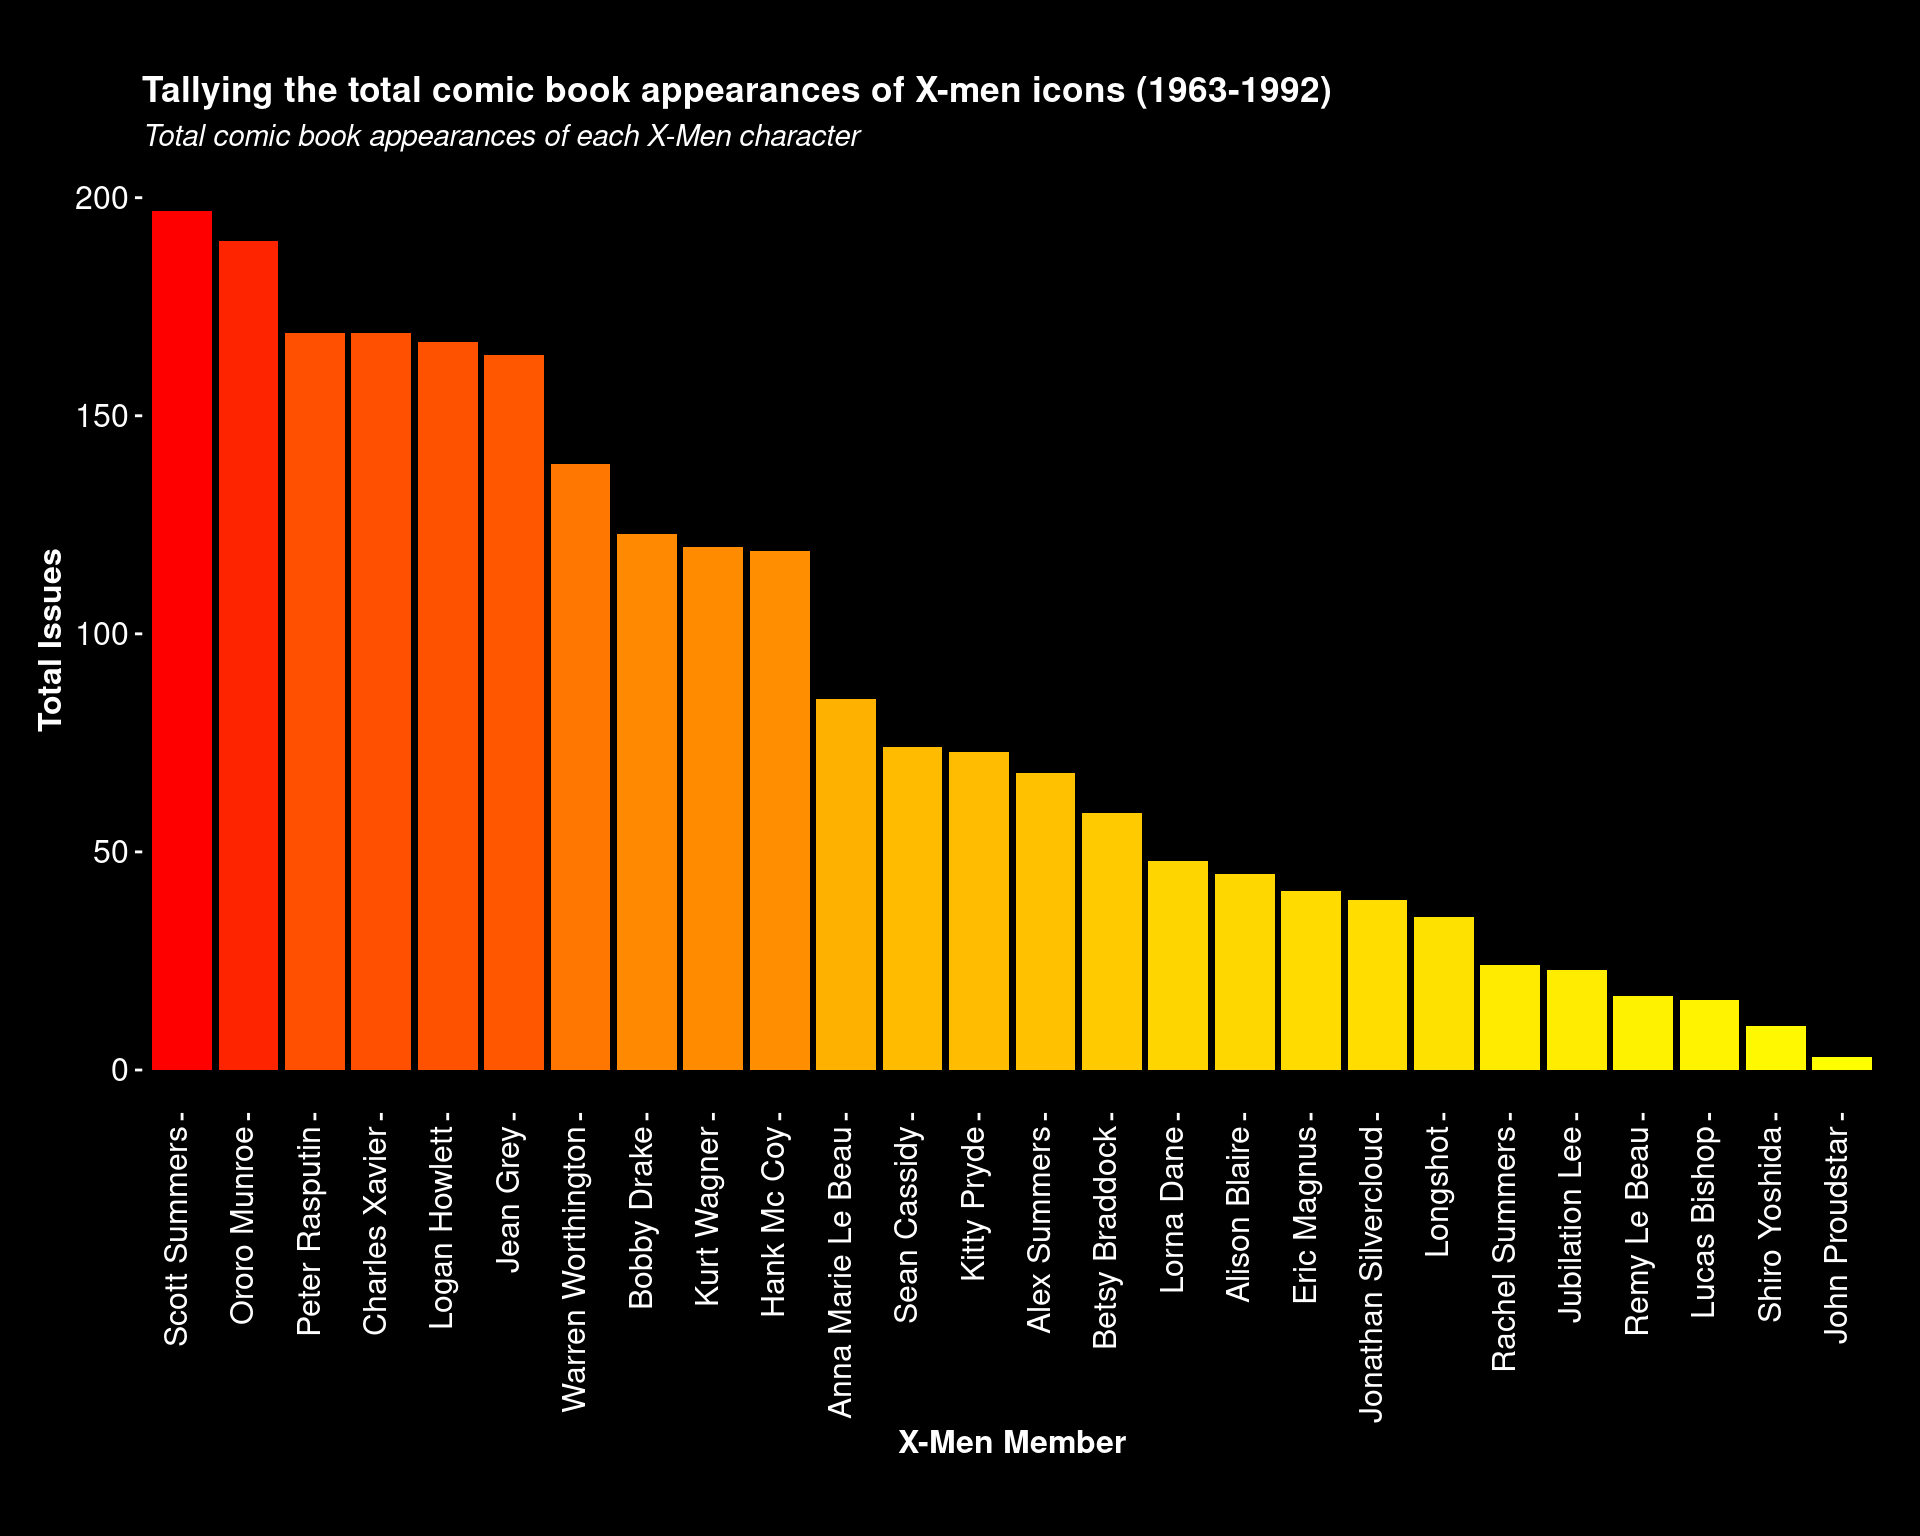 Tallying the total comic book appearances of X-men icons (1963-1992)
Total comic book appearances of each X-Men character
Total Issues
200
150
100
50
0
Scott Summers
Ororo Munroe
Peter Rasputin
Charles Xavier
Logan Howlett
Jean Grey
Warren Worthington
Bobby Drake
Kurt Wagner
Hank Mc Coy
Anna Marie Le Beau
Sean Cassidy
Kitty Pryde
Alex Summers
Betsy Braddock
Lorna Dane
Alison Blaire
Eric Magnus
Jonathan Silvercloud
Longshot
Rachel Summers
Jubilation Lee
Remy Le Beau
Lucas Bishop
Shiro Yoshida
John Proudstar
X-Men Member